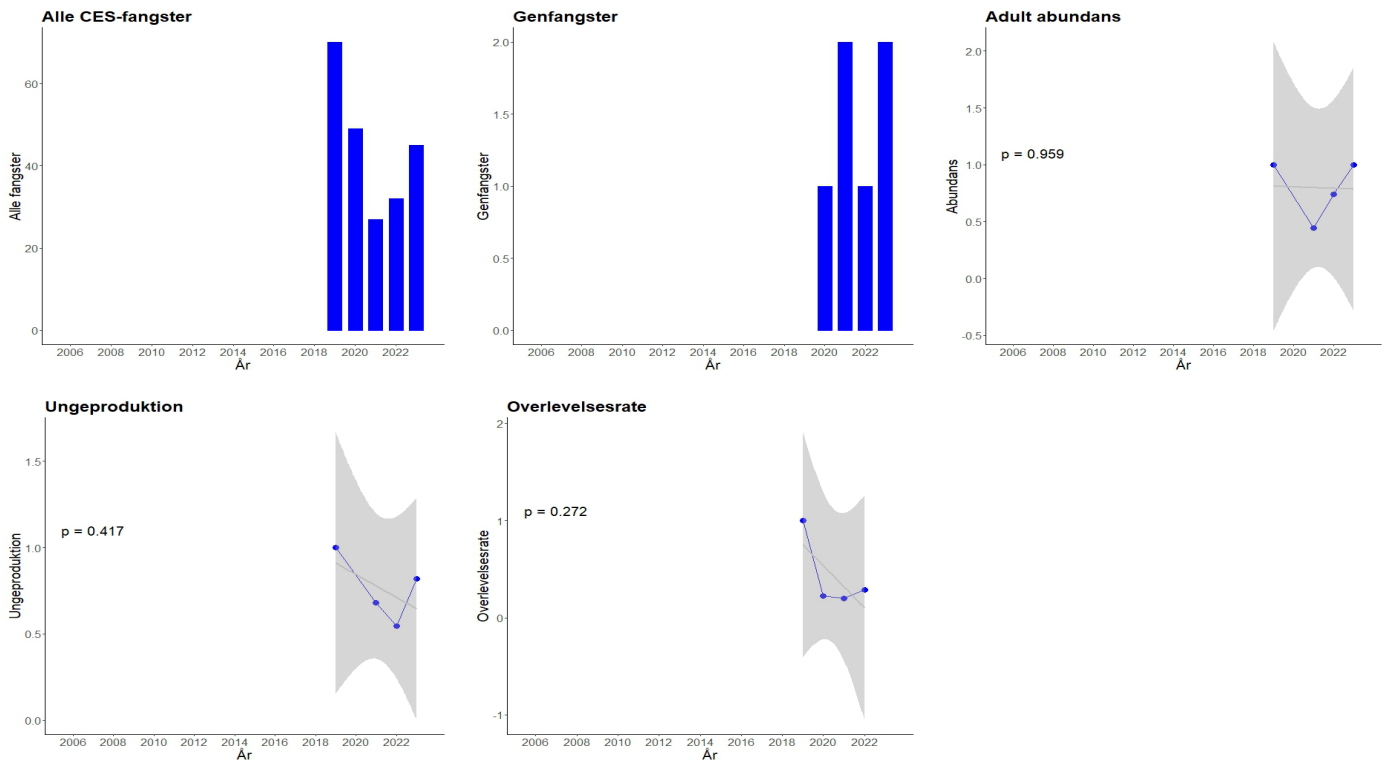 Alle CES-fangster
Alle fangster
60
40
20
0
2006 2008 2010 2012 2014 2016 2018 2020 2022
År
Genfangster
Genfangster
2.0
1.5
1.0
0.5
0.0
2006 2008 2010 2012 2014 2016 2018 2020 2022
År
Adult abundans
Abundans
2.0
1.5
1.0
0.5
0.0
-0.5
p = 0.959
2006 2008 2010 2012 2014 2016 2018 2020 2022
År
Ungeproduktion
Ungeproduktion
1.5
1.0
0.5
0.0
p = 0.417
2006 2008 2010 2012 2014 2016 2018 2020 2022
År
Overlevelsesrate
Overlevelsesrate
2
1
0
-1
p = 0.272
2006 2008 2010 2012 2014 2016 2018 2020 2022
År